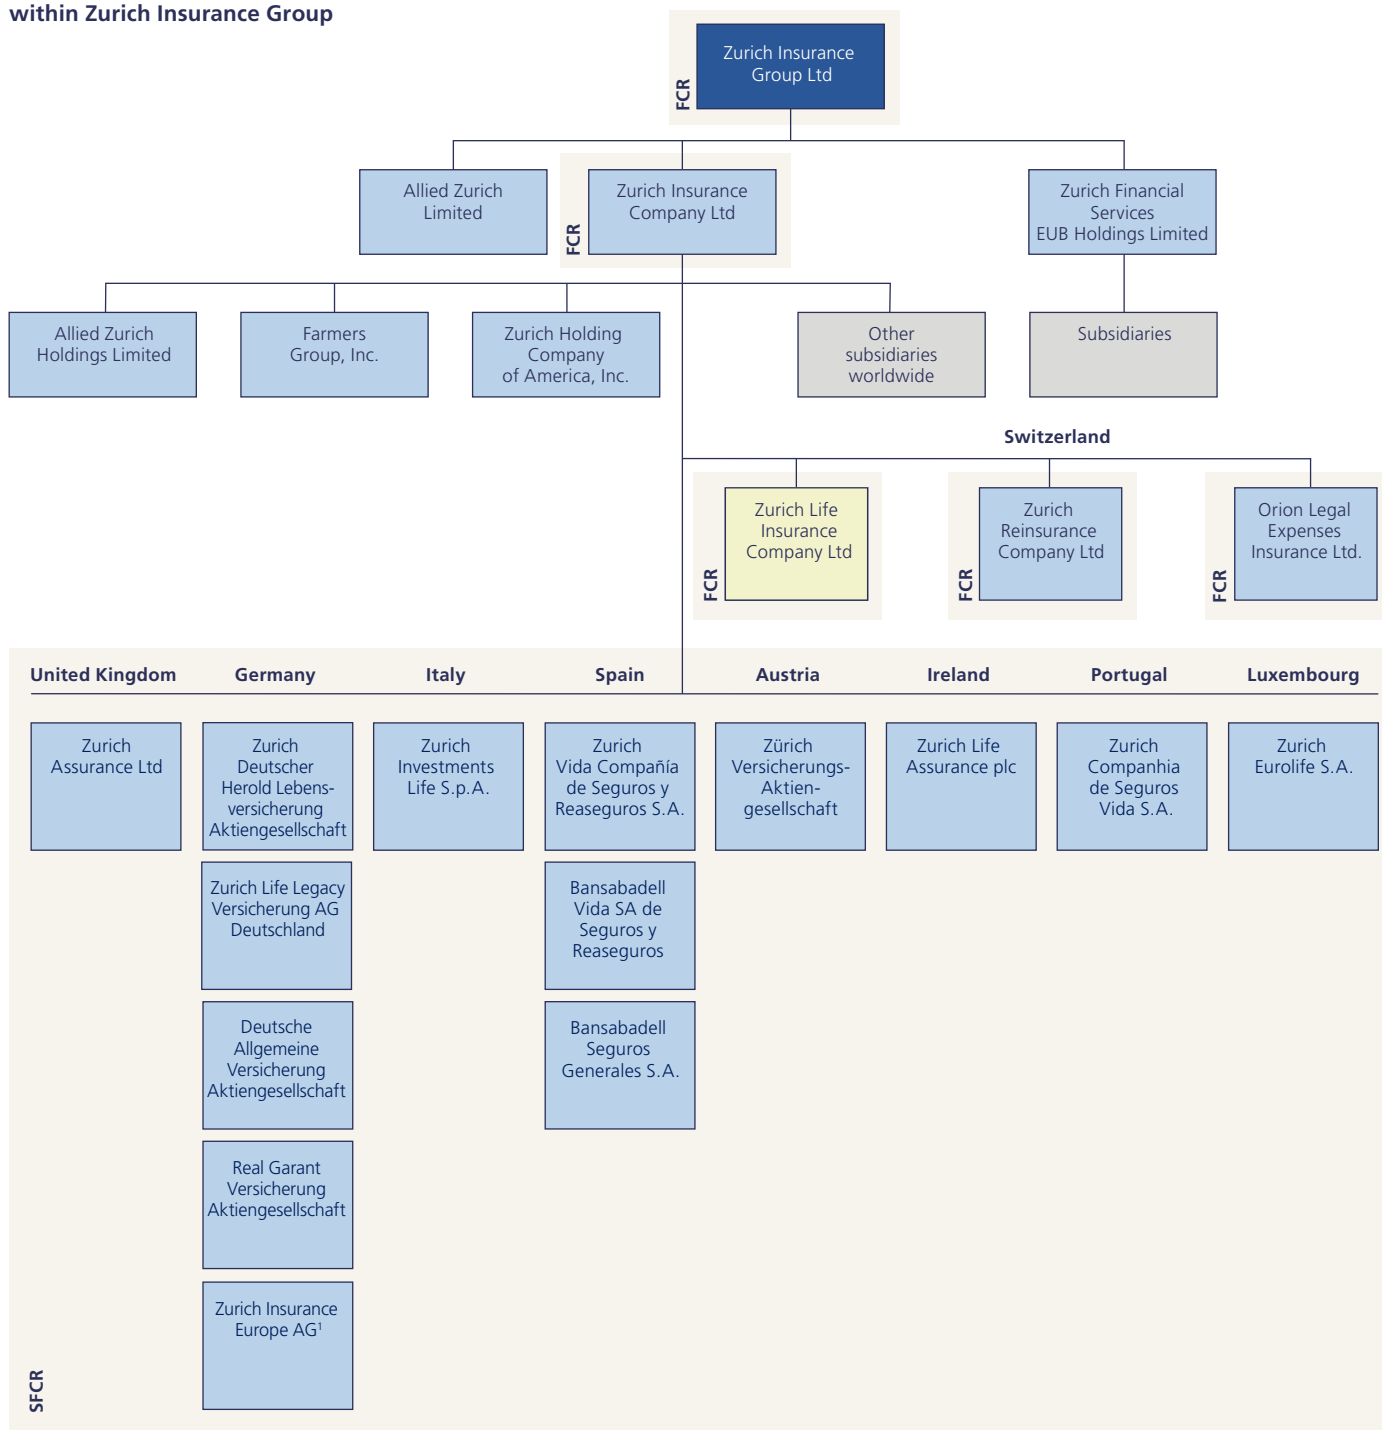 within Zurich Insurance Group
FCR
Zurich Insurance
Group Ltd
Allied Zurich
Limited
FCR
Zurich Insurance
Company Ltd
Zurich Financial
Services
EUB Holdings Limited
Allied Zurich
Holdings Limited
Farmers
Group, Inc.
Zurich Holding
Company
of America, Inc.
Other
subsidiaries
worldwide
Subsidiaries
Switzerland
FCR
Zurich Life
Insurance
Company Ltd
FCR
Zurich
Reinsurance
Company Ltd
FCR
Orion Legal
Expenses
Insurance Ltd.
United Kingdom
Germany
Italy
Spain
Austria
Ireland
Portugal
Luxembourg
Zurich
Assurance Ltd
Zurich
Deutscher
Herold Lebens-
versicherung
Aktiengesellschaft
Zurich
Investments
Life S.p.A.
Zurich
Vida Compañía
de Seguros y
Reaseguros S.A.
Zürich
Versicherungs-
Aktien-
gesellschaft
Zurich Life
Assurance plc
Zurich
Companhia
de Seguros
Vida S.A.
Zurich
Eurolife S.A.
Zurich Life Legacy
Versicherung AG
Deutschland
Bansabadell
Vida SA de
Seguros y
Reaseguros
Deutsche
Allgemeine
Versicherung
Aktiengesellschaft
Bansabadell
Seguros
Generales S.A.
Real Garant
Versicherung
Aktiengesellschaft
Zurich Insurance
Europe AG¹
SFCR